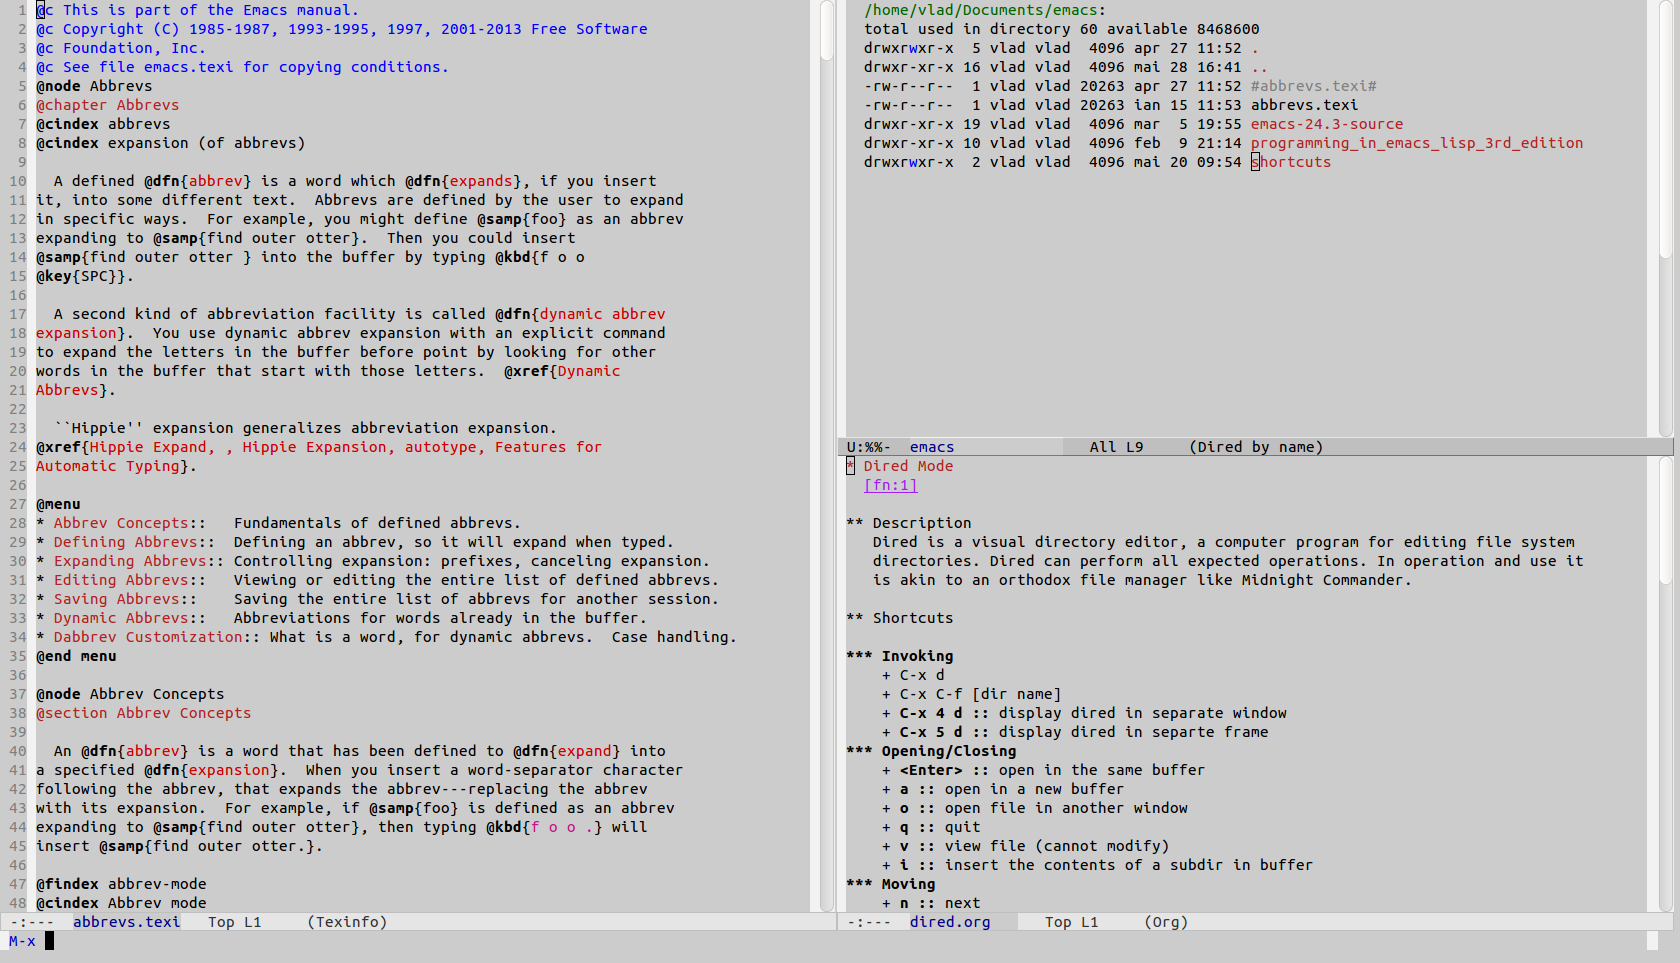 1 @c This is part of the Emacs manual.
2 @c Copyright (C) 1985-1987, 1993-1995, 1997, 2001-2013 Free Software
3 @c Foundation, Inc.
4 @c See file emacs.texi for copying conditions.
5 @node Abbrevs
6 @chapter Abbrevs
7 @cindex abbrevs
8 @cindex expansion (of abbrevs)
9
10   A defined @dfn{abbrev} is a word which @dfn{expands}, if you insert
11 it, into some different text.  Abbrevs are defined by the user to expand
12 in specific ways.  For example, you might define @samp{foo} as an abbrev
13 expanding to @samp{find outer otter}.  Then you could insert
14 @samp{find outer otter } into the buffer by typing @kbd{f o o
15 @key{SPC}}.
16
17   A second kind of abbreviation facility is called @dfn{dynamic abbrev
18 expansion}.  You use dynamic abbrev expansion with an explicit command
19 to expand the letters in the buffer before point by looking for other
20 words in the buffer that start with those letters.  @xref{Dynamic
21 Abbrevs}.
22
23   ``Hippie'' expansion generalizes abbreviation expansion.
24 @xref{Hippie Expand, , Hippie Expansion, autotype, Features for
25 Automatic Typing}.
26
27 @menu
28 * Abbrev Concepts::   Fundamentals of defined abbrevs.
29 * Defining Abbrevs::  Defining an abbrev, so it will expand when typed.
30 * Expanding Abbrevs:: Controlling expansion: prefixes, canceling expansion.
31 * Editing Abbrevs::   Viewing or editing the entire list of defined abbrevs.
32 * Saving Abbrevs::    Saving the entire list of abbrevs for another session.
33 * Dynamic Abbrevs::   Abbreviations for words already in the buffer.
34 * Dabbrev Customization:: What is a word, for dynamic abbrevs.  Case handling.
35 @end menu
36
37 @node Abbrev Concepts
38 @section Abbrev Concepts
39
40   An @dfn{abbrev} is a word that has been defined to @dfn{expand} into
41 a specified @dfn{expansion}.  When you insert a word-separator character
42 following the abbrev, that expands the abbrev---replacing the abbrev
43 with its expansion.  For example, if @samp{foo} is defined as an abbrev
44 expanding to @samp{find outer otter}, then typing @kbd{f o o .} will
45 insert @samp{find outer otter.}.
46
47 @findex abbrev-mode
48 @cindex Abbrev mode
-:---  abbrevs.texi   Top L1     (Texinfo)
M-x
/home/vlad/Documents/emacs:
total used in directory 60 available 8468600
drwxrwxr-x  5 vlad vlad  4096 apr 27 11:52 .
drwxr-xr-x 16 vlad vlad  4096 mai 28 16:41 ..
-rw-r--r--  1 vlad vlad 20263 apr 27 11:52 #abbrevs.texi#
-rw-r--r--  1 vlad vlad 20263 ian 15 11:53 abbrevs.texi
drwxr-xr-x 19 vlad vlad  4096 mar  5 19:55 emacs-24.3-source
drwxr-xr-x 10 vlad vlad  4096 feb  9 21:14 programming_in_emacs_lisp_3rd_edition
drwxrwxr-x  2 vlad vlad  4096 mai 20 09:54 shortcuts
U:%%-  emacs               All L9     (Dired by name)
* Dired Mode
  [fn:1]
** Description
   Dired is a visual directory editor, a computer program for editing file system
   directories. Dired can perform all expected operations. In operation and use it
   is akin to an orthodox file manager like Midnight Commander.
** Shortcuts
*** Invoking
    + C-x d
    + C-x C-f [dir name]
    + C-x 4 d :: display dired in separate window
    + C-x 5 d :: display dired in separte frame
*** Opening/Closing
    + <Enter> :: open in the same buffer
    + a :: open in a new buffer
    + o :: open file in another window
    + q :: quit
    + v :: view file (cannot modify)
    + i :: insert the contents of a subdir in buffer
*** Moving
    + n :: next
-:---  dired.org      Top L1     (Org)